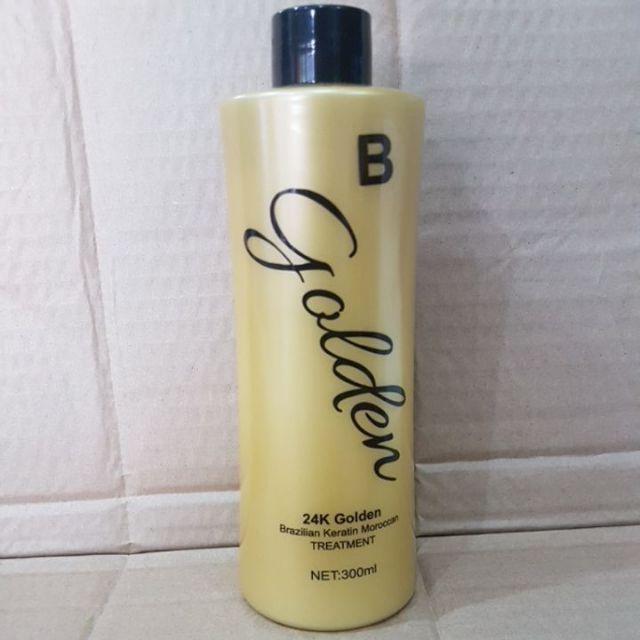 B
Golden
24K Golden
Brazilian Keratin Moroccan
TREATMENT
NET:300ml